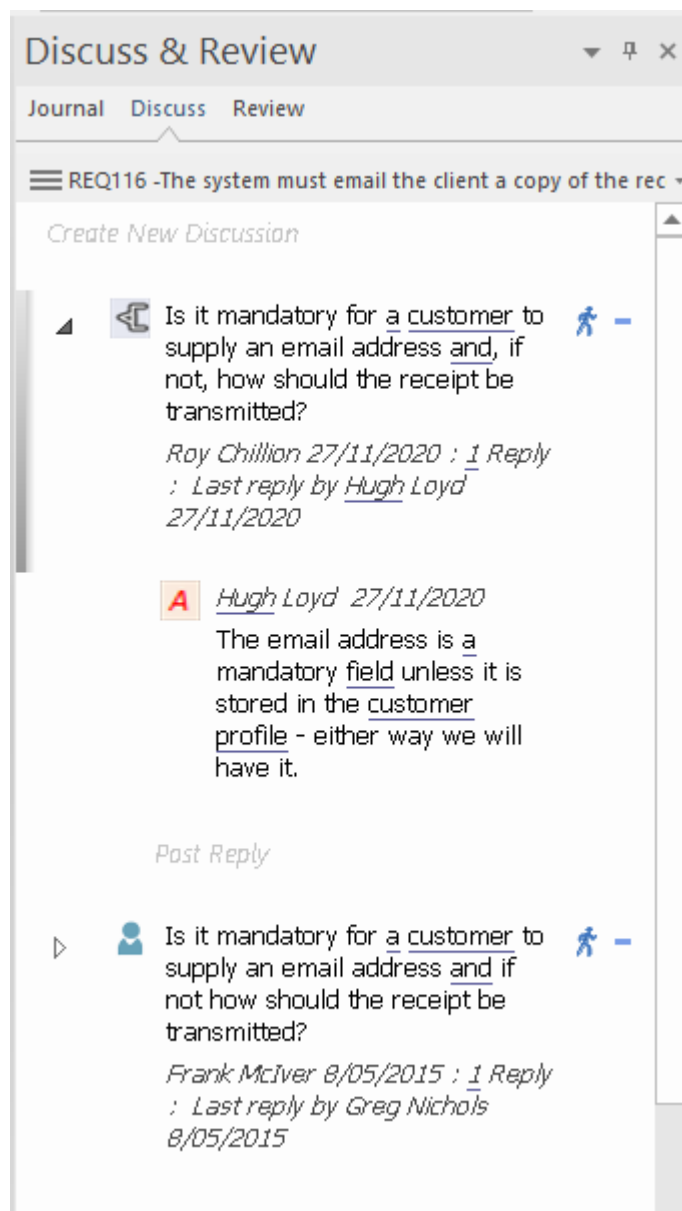 Discuss & Review
Journal Discuss Review
REQ116 -The system must email the client a copy of the rec
Create New Discussion
Is it mandatory for a customer to
supply an email address and, if
not, how should the receipt be
transmitted?
Roy Chillion 27/11/2020 : 1 Reply
: Last reply by Hugh Loyd
27/11/2020
A Hugh Loyd 27/11/2020
The email address is a
mandatory field unless it is
stored in the customer
profile - either way we will
have it.
Post Reply
Is it mandatory for a customer to
supply an email address and if
not how should the receipt be
transmitted?
Frank McIver 8/05/2015 : 1 Reply
: Last reply by Greg Nichols
8/05/2015